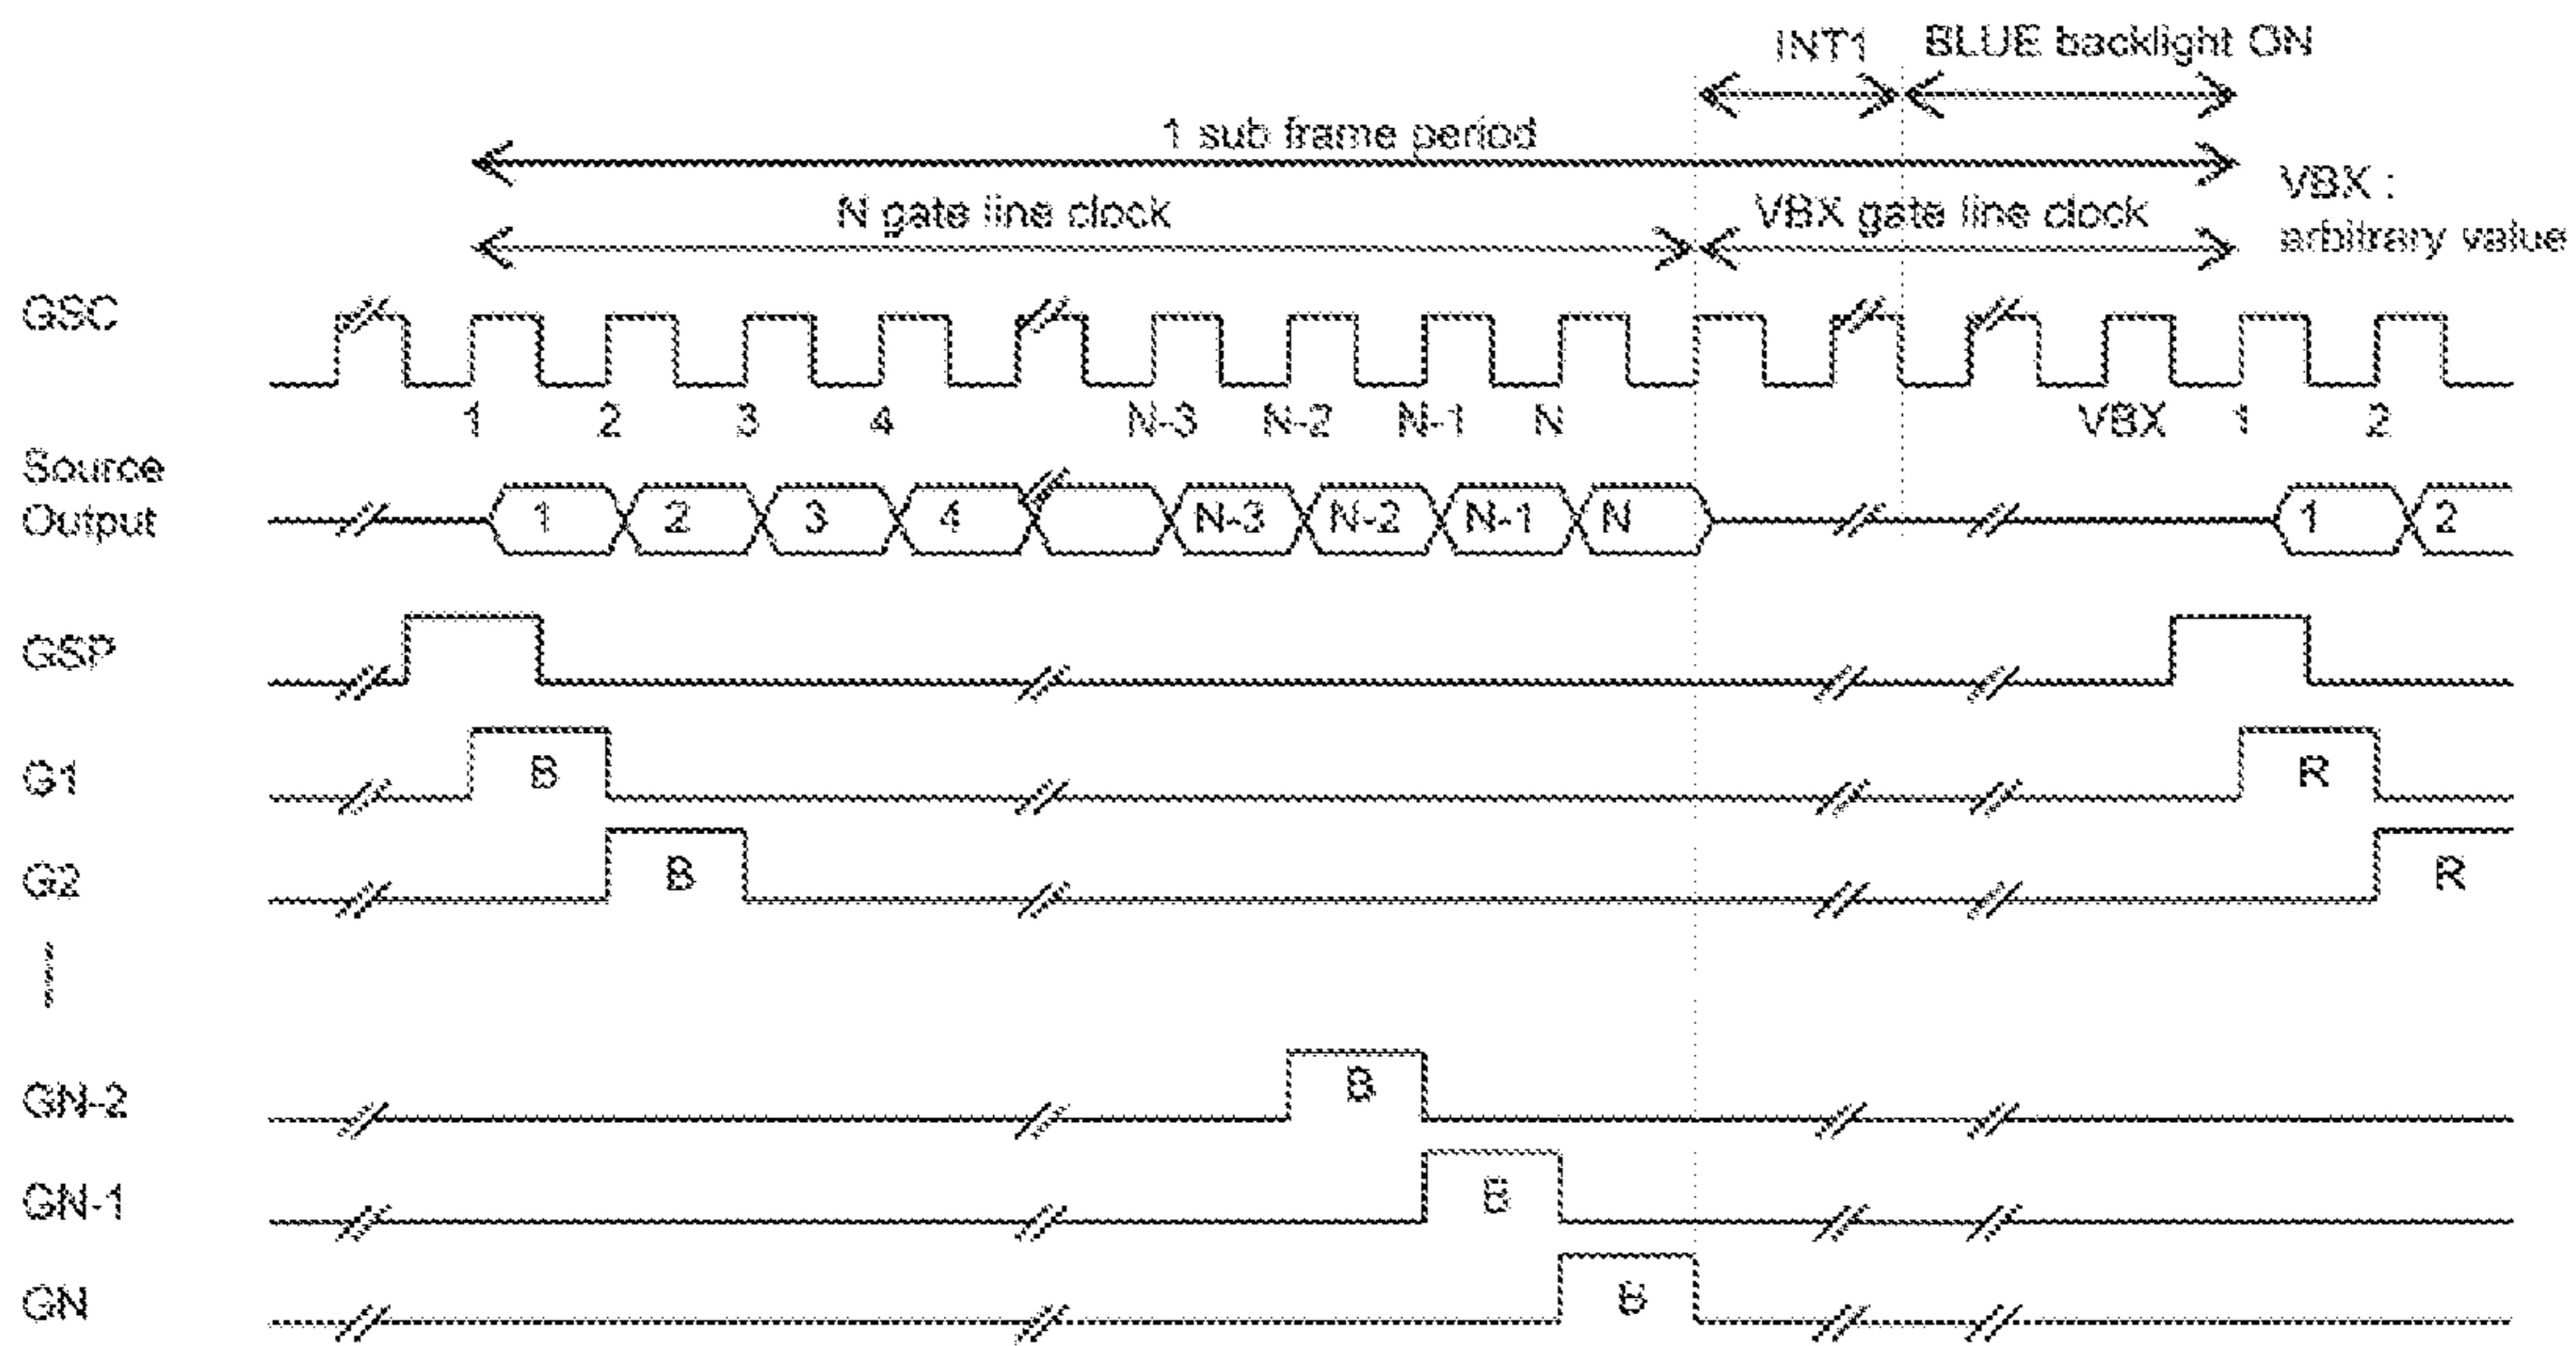 INT1 BLUE backlight ON
1 sub frame period
VBX :
arbitrary value
N gate line clock VBX gate line clock
GSC
1 2 3 4 N-3 N-2 N-1 N VBX 1 2
Source
Output
1 2 3 4 N-3 N-2 N-1 N 1 2
GSP
G1 B R
G2 B R
GN-2 B
GN-1 B
GN B